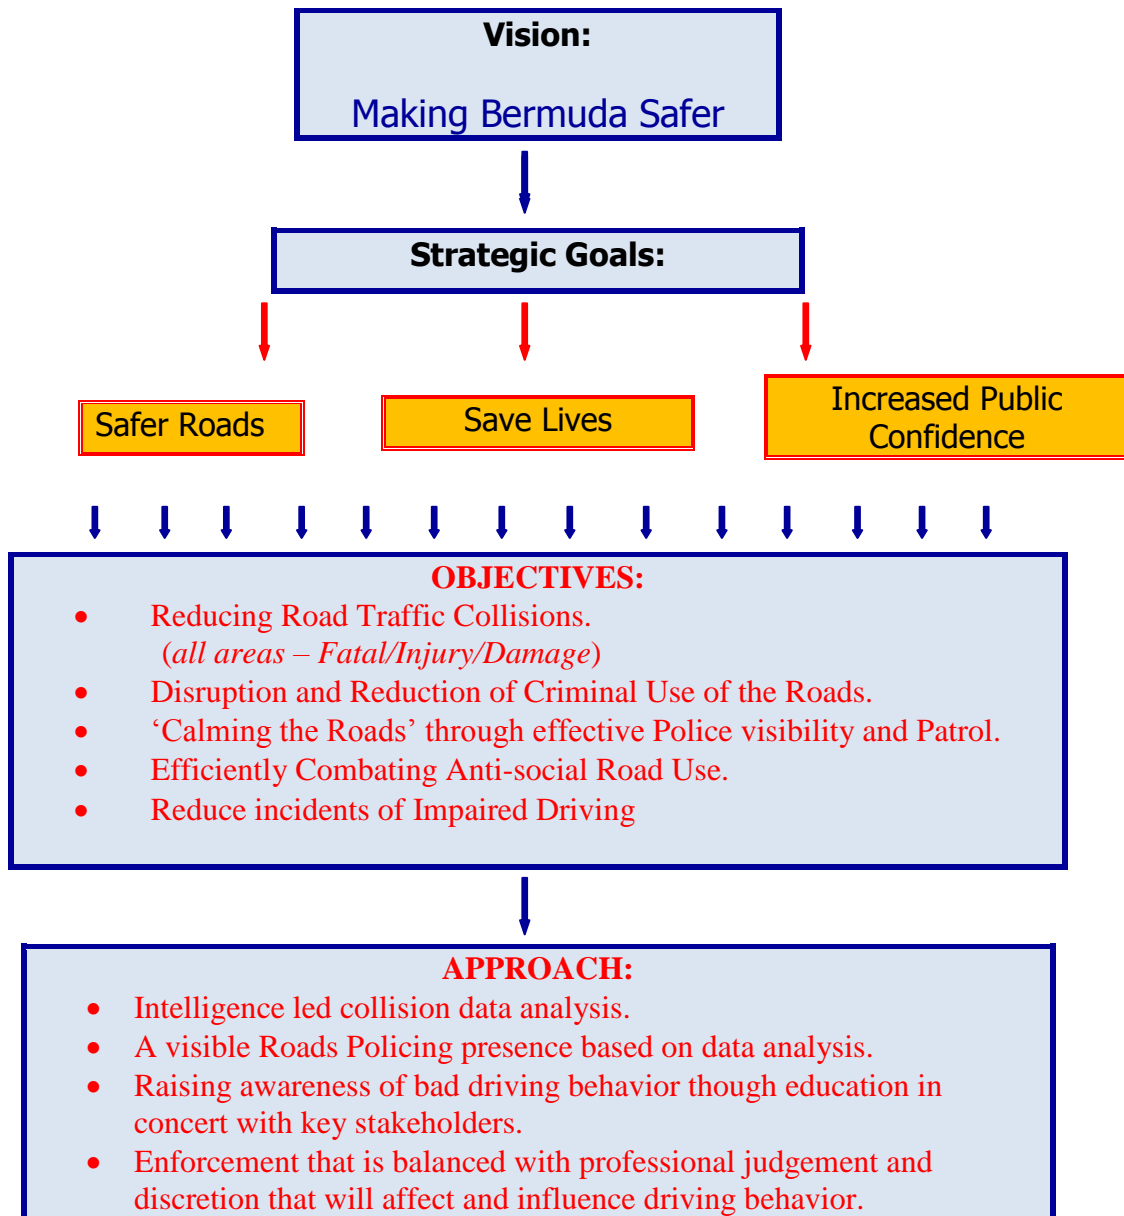 Vision:
Making Bermuda Safer
Strategic Goals:
Safer Roads
Save Lives
Increased Public
Confidence
OBJECTIVES:
• Reducing Road Traffic Collisions.
(all areas – Fatal/Injury/Damage)
• Disruption and Reduction of Criminal Use of the Roads.
• ‘Calming the Roads’ through effective Police visibility and Patrol.
• Efficiently Combating Anti-social Road Use.
• Reduce incidents of Impaired Driving
APPROACH:
• Intelligence led collision data analysis.
• A visible Roads Policing presence based on data analysis.
• Raising awareness of bad driving behavior though education in
concert with key stakeholders.
• Enforcement that is balanced with professional judgement and
discretion that will affect and influence driving behavior.